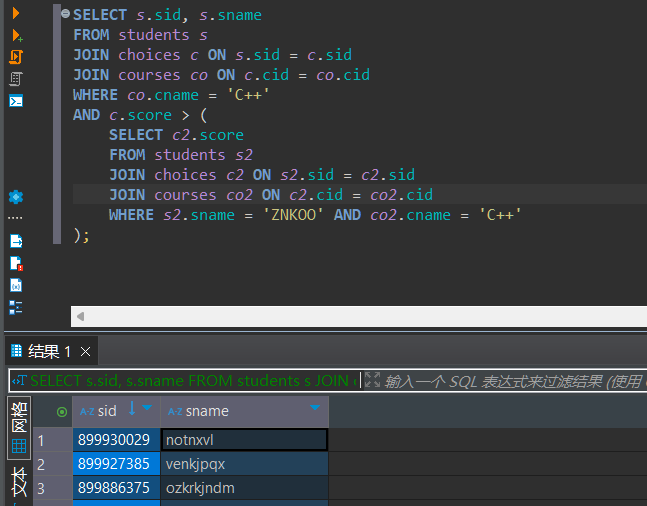 SELECT s.sid, s.sname
FROM students s
JOIN choices c ON s.sid = c.sid
JOIN courses co ON c.cid = co.cid
WHERE co.cname = 'C++'
AND c.score > (
SELECT c2.score
FROM students s2
JOIN choices c2 ON s2.sid = c2.sid
JOIN courses co2 ON c2.cid = co2.cid
WHERE s2.sname = 'ZNKOO' AND co2.cname = 'C++'
);
结果 1
SELECT s.sid, s.sname FROM students s JOIN 输入一个 SQL 表达式来过滤结果 (使用
网格
文本
A-Z sid A-Z sname
1 899930029 notnxvl
2 899927385 venkjpqx
3 899886375 ozkrkjndm